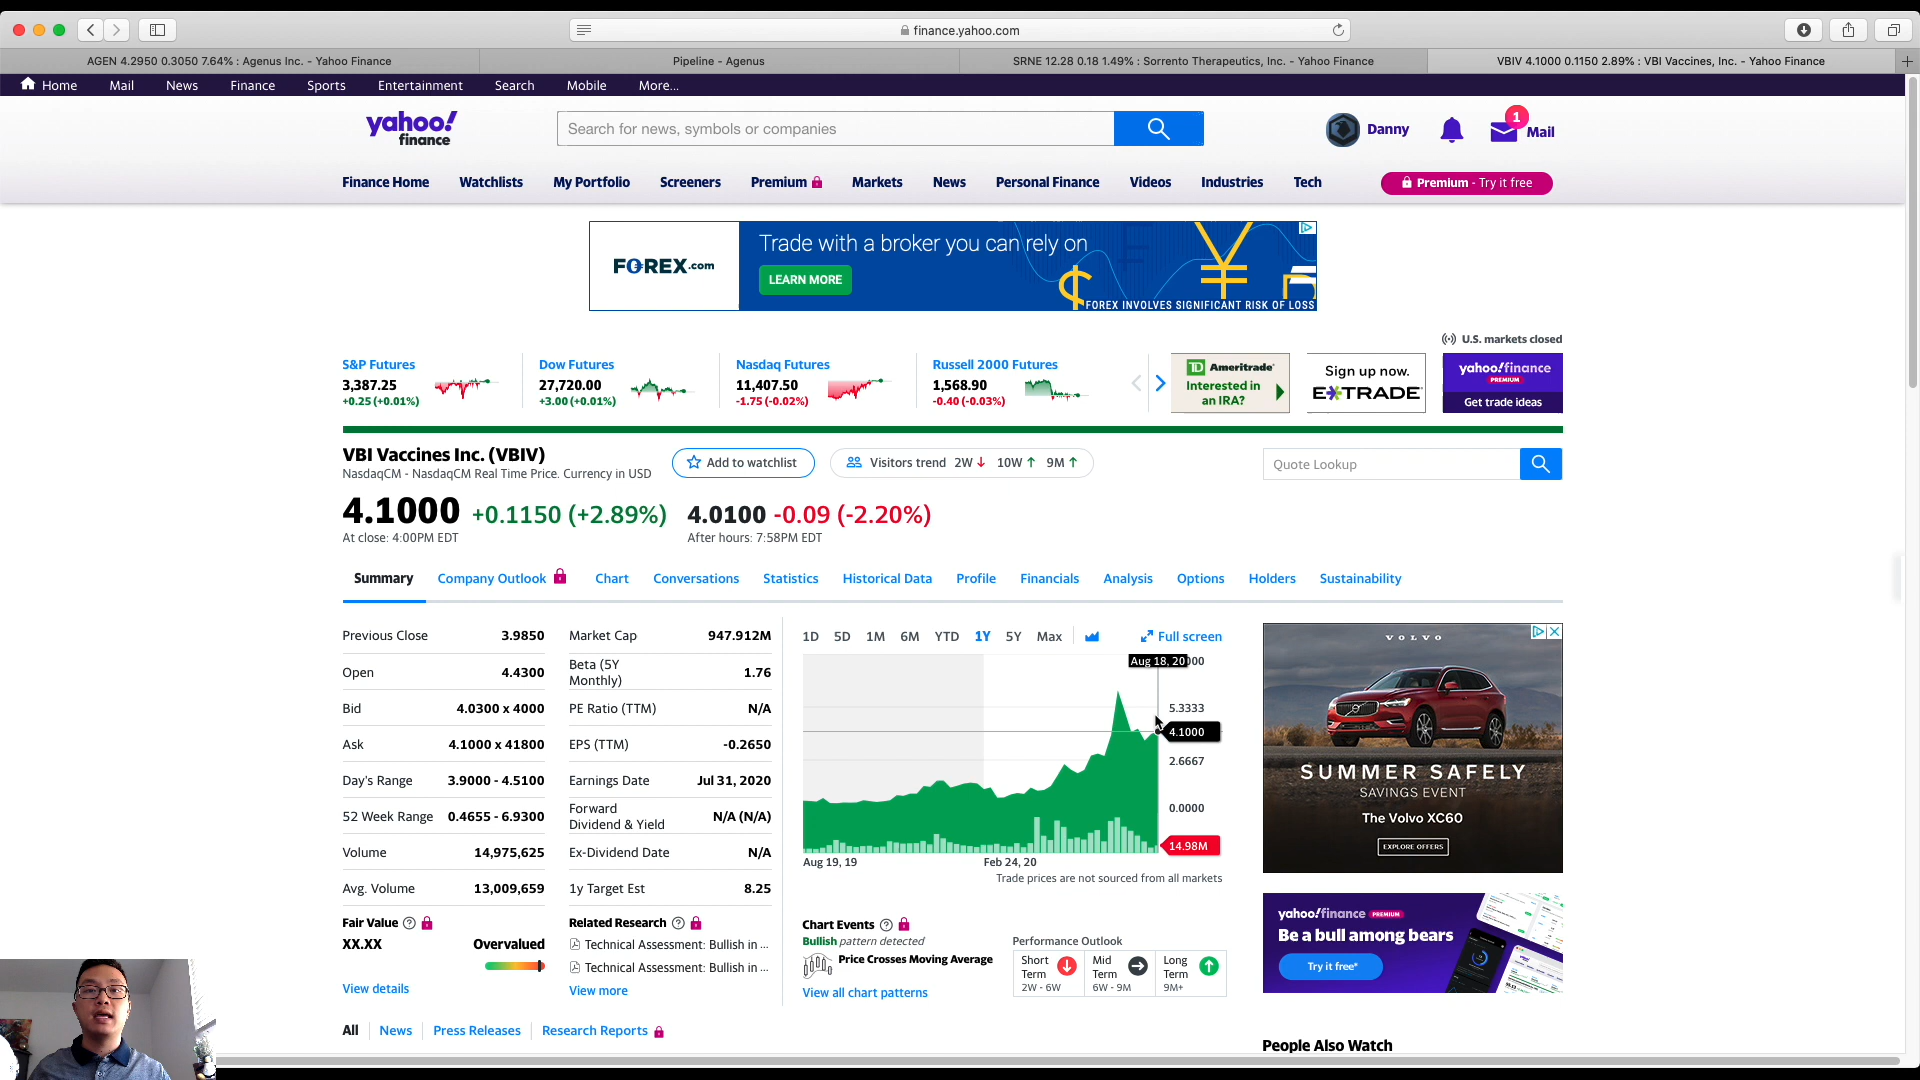 finance.yahoo.com
AGEN 4.2950 0.3050 7.64% : Agenus Inc. - Yahoo Finance
Pipeline - Agenus
SRNE 12.28 0.18 1.49% : Sorrento Therapeutics, Inc. - Yahoo Finance
VBIV 4.1000 0.1150 2.89% : VBI Vaccines, Inc. - Yahoo Finance
Home Mail News Finance Sports Entertainment Search Mobile More...
yahoo!
finance
Search for news, symbols or companies
Danny
1
Mail
Finance Home Watchlists My Portfolio Screeners Premium Markets News Personal Finance Videos Industries Tech
Premium - Try it free
FOREX.com
Trade with a broker you can rely on
LEARN MORE
FOREX INVOLVES SIGNIFICANT RISK OF LOSS
U.S. markets closed
S&P Futures
3,387.25
+0.25 (+0.01%)
Dow Futures
27,720.00
+3.00 (+0.01%)
Nasdaq Futures
11,407.50
-1.75 (-0.02%)
Russell 2000 Futures
1,568.90
-0.40 (-0.03%)
TD Ameritrade
Interested in
an IRA?
Sign up now.
E*TRADE
yahoo!finance
PREMIUM
Get trade ideas
VBI Vaccines Inc. (VBIV)
NasdaqCM - NasdaqCM Real Time Price. Currency in USD
Add to watchlist
Visitors trend 2W 10W 9M
Quote Lookup
4.1000 +0.1150 (+2.89%)
At close: 4:00PM EDT
4.0100 -0.09 (-2.20%)
After hours: 7:58PM EDT
Summary Company Outlook Chart Conversations Statistics Historical Data Profile Financials Analysis Options Holders Sustainability
Previous Close 3.9850
Open 4.4300
Bid 4.0300 x 4000
Ask 4.1000 x 41800
Day's Range 3.9000 - 4.5100
52 Week Range 0.4655 - 6.9300
Volume 14,975,625
Avg. Volume 13,009,659
Market Cap 947.912M
Beta (5Y
Monthly) 1.76
PE Ratio (TTM) N/A
EPS (TTM) -0.2650
Earnings Date Jul 31, 2020
Forward
Dividend & Yield N/A (N/A)
Ex-Dividend Date N/A
1y Target Est 8.25
1D 5D 1M 6M YTD 1Y 5Y Max
Full screen
Aug 18, 20
5.3333
4.1000
2.6667
0.0000
14.98M
Aug 19, 19
Feb 24, 20
Trade prices are not sourced from all markets
Fair Value
XX.XX Overvalued
View details
Related Research
Technical Assessment: Bullish in ...
Technical Assessment: Bullish in ...
View more
Chart Events
Bullish pattern detected
Price Crosses Moving Average
View all chart patterns
Performance Outlook
Short
Term
2W - 6W
Mid
Term
6W - 9M
Long
Term
9M+
VOLVO
SUMMER SAFELY
SAVINGS EVENT
The Volvo XC60
EXPLORE OFFERS
yahoo!finance PREMIUM
Be a bull among bears
Try it free*
All News Press Releases Research Reports
People Also Watch